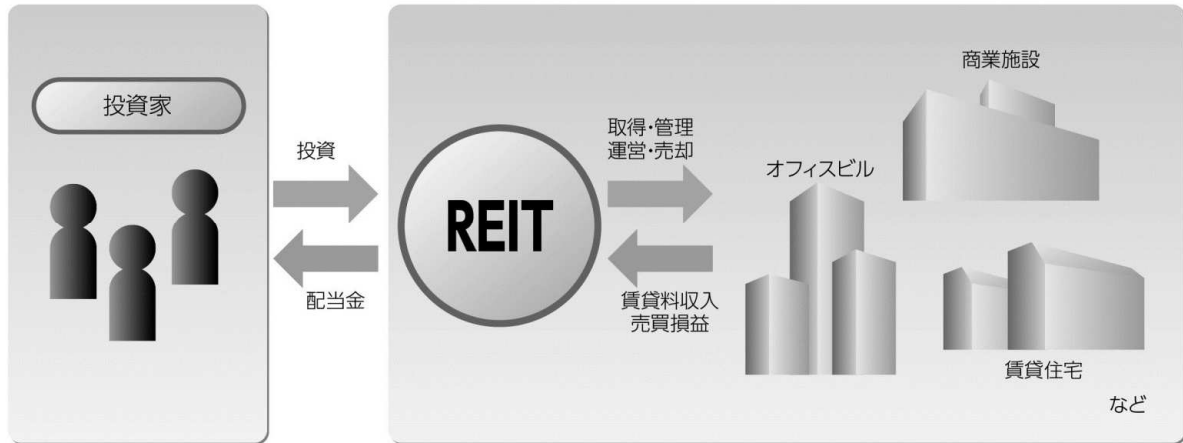 投資家
投資
配当金
REIT
取得・管理
運営・売却
賃貸料収入
売買損益
商業施設
オフィスビル
賃貸住宅
など